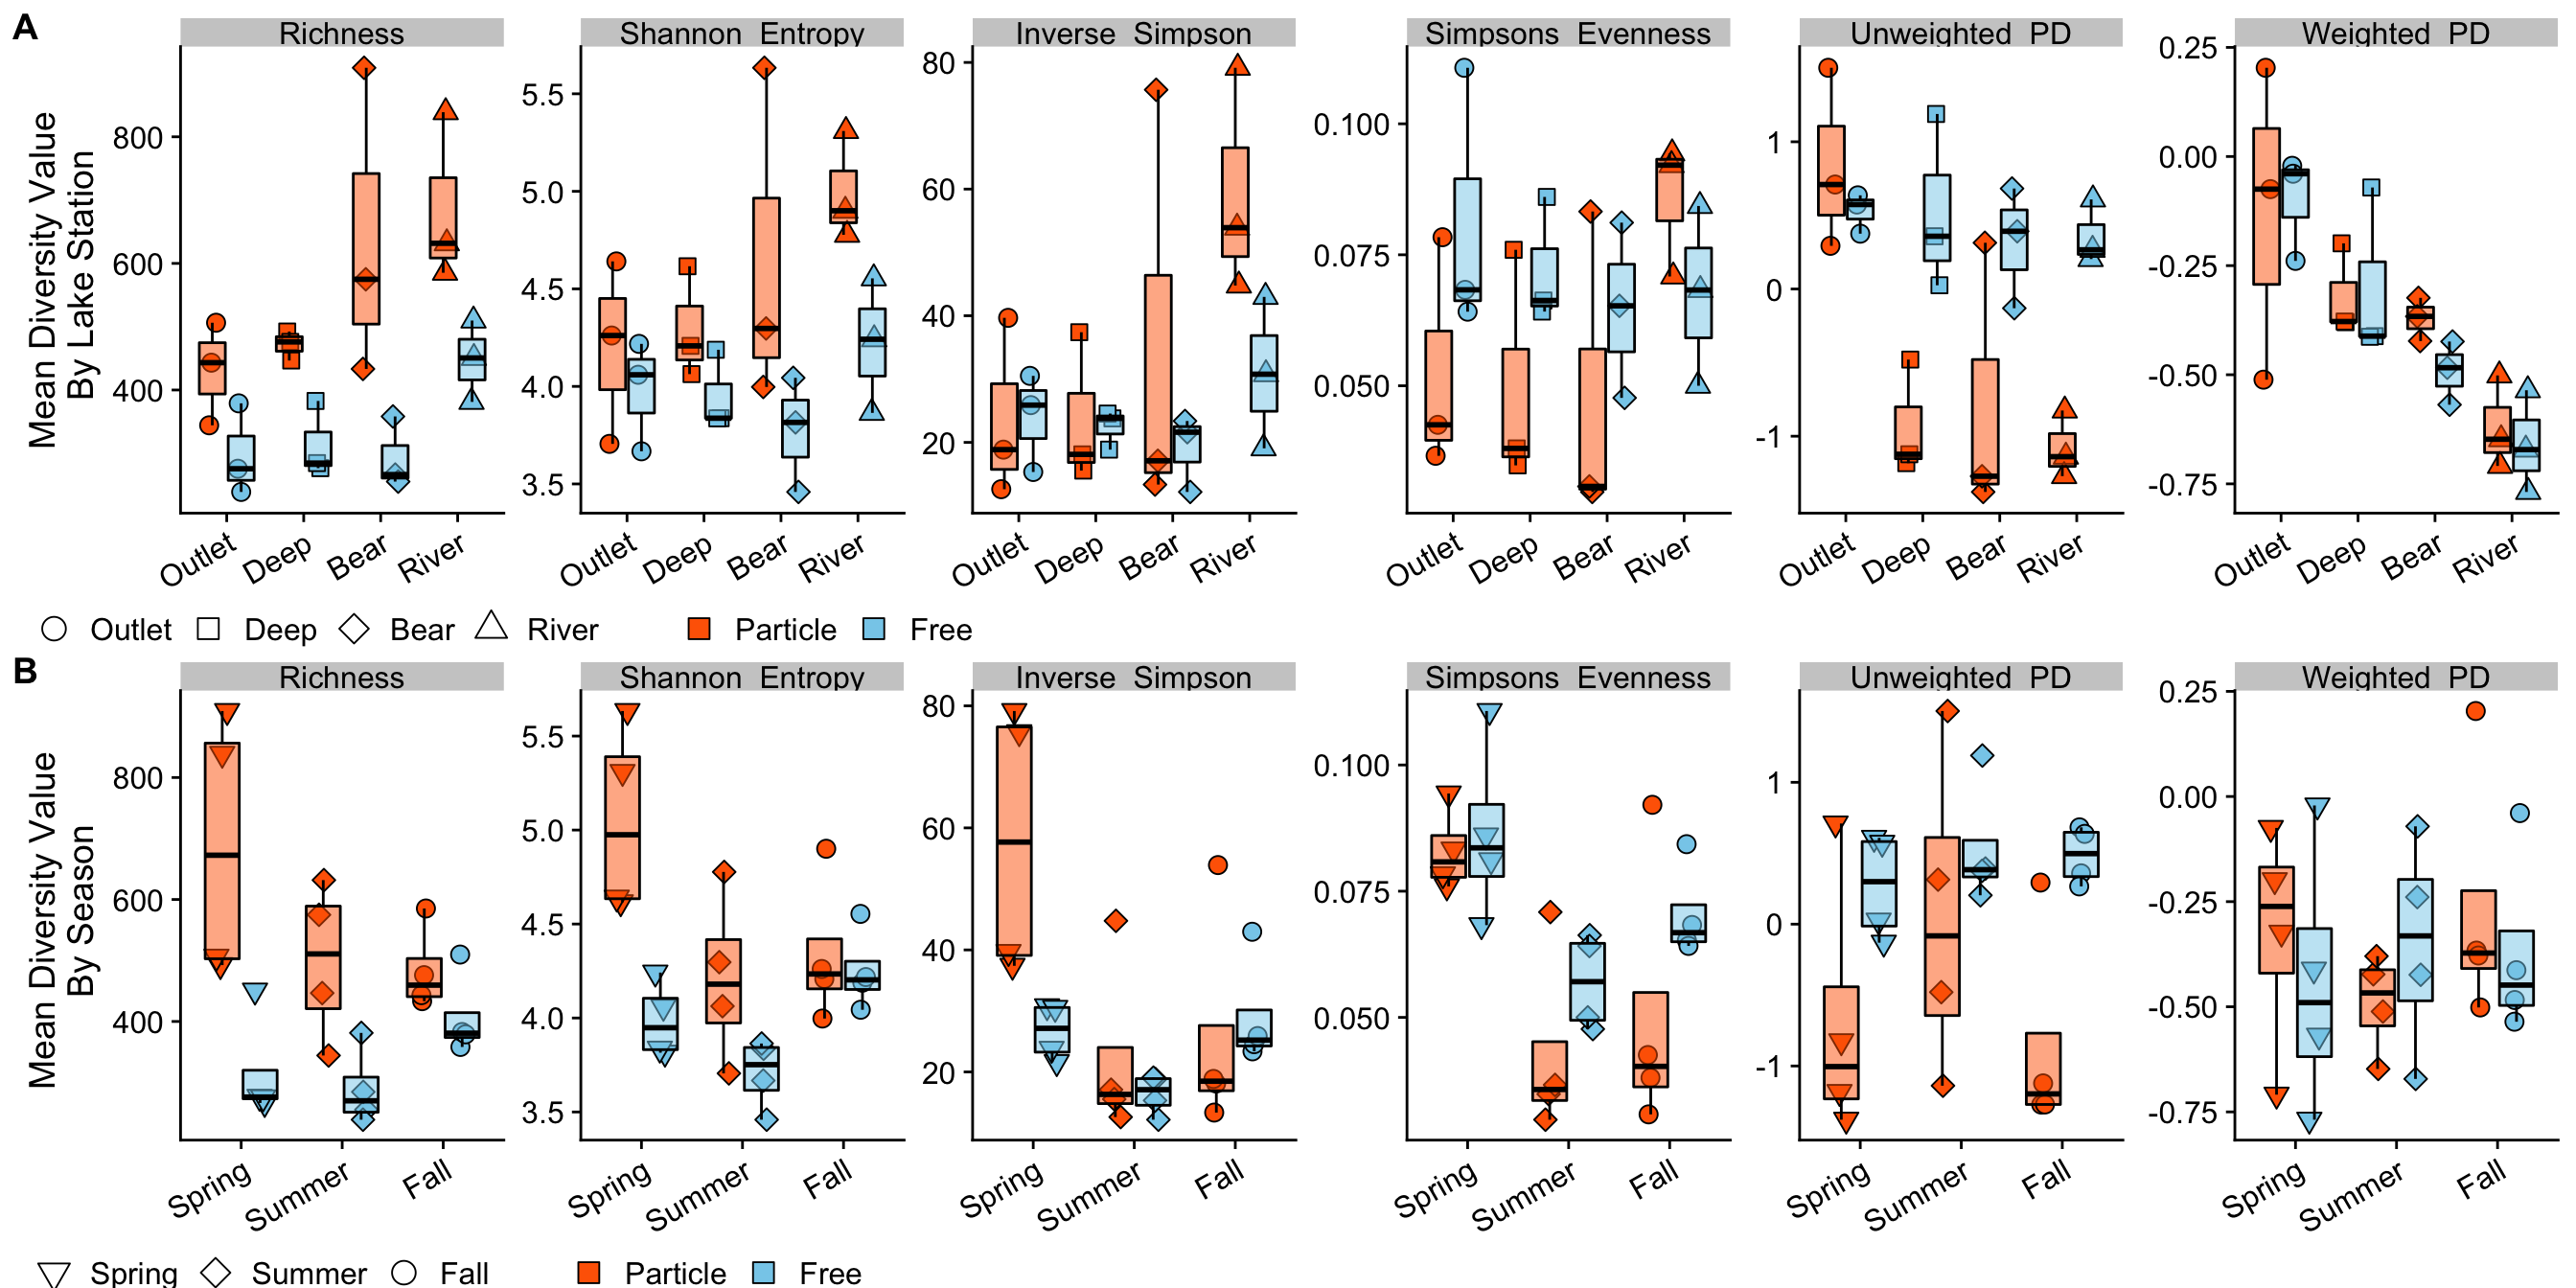 A
Richness
Shannon Entropy
Inverse Simpson
Simpsons Evenness
Unweighted PD
Weighted PD
Mean Diversity Value
By Lake Station
800
600
400
5.5
5.0
4.5
4.0
3.5
80
60
40
20
0.100
0.075
0.050
1
0
-1
0.25
0.00
-0.25
-0.50
-0.75
Outlet Deep Bear River
Outlet Deep Bear River
Outlet Deep Bear River
Outlet Deep Bear River
Outlet Deep Bear River
Outlet Deep Bear River
Outlet Deep Bear River Particle Free
B
Richness
Shannon Entropy
Inverse Simpson
Simpsons Evenness
Unweighted PD
Weighted PD
Mean Diversity Value
By Season
800
600
400
5.5
5.0
4.5
4.0
3.5
80
60
40
20
0.100
0.075
0.050
1
0
-1
0.25
0.00
-0.25
-0.50
-0.75
Spring Summer Fall
Spring Summer Fall
Spring Summer Fall
Spring Summer Fall
Spring Summer Fall
Spring Summer Fall
Spring Summer Fall Particle Free